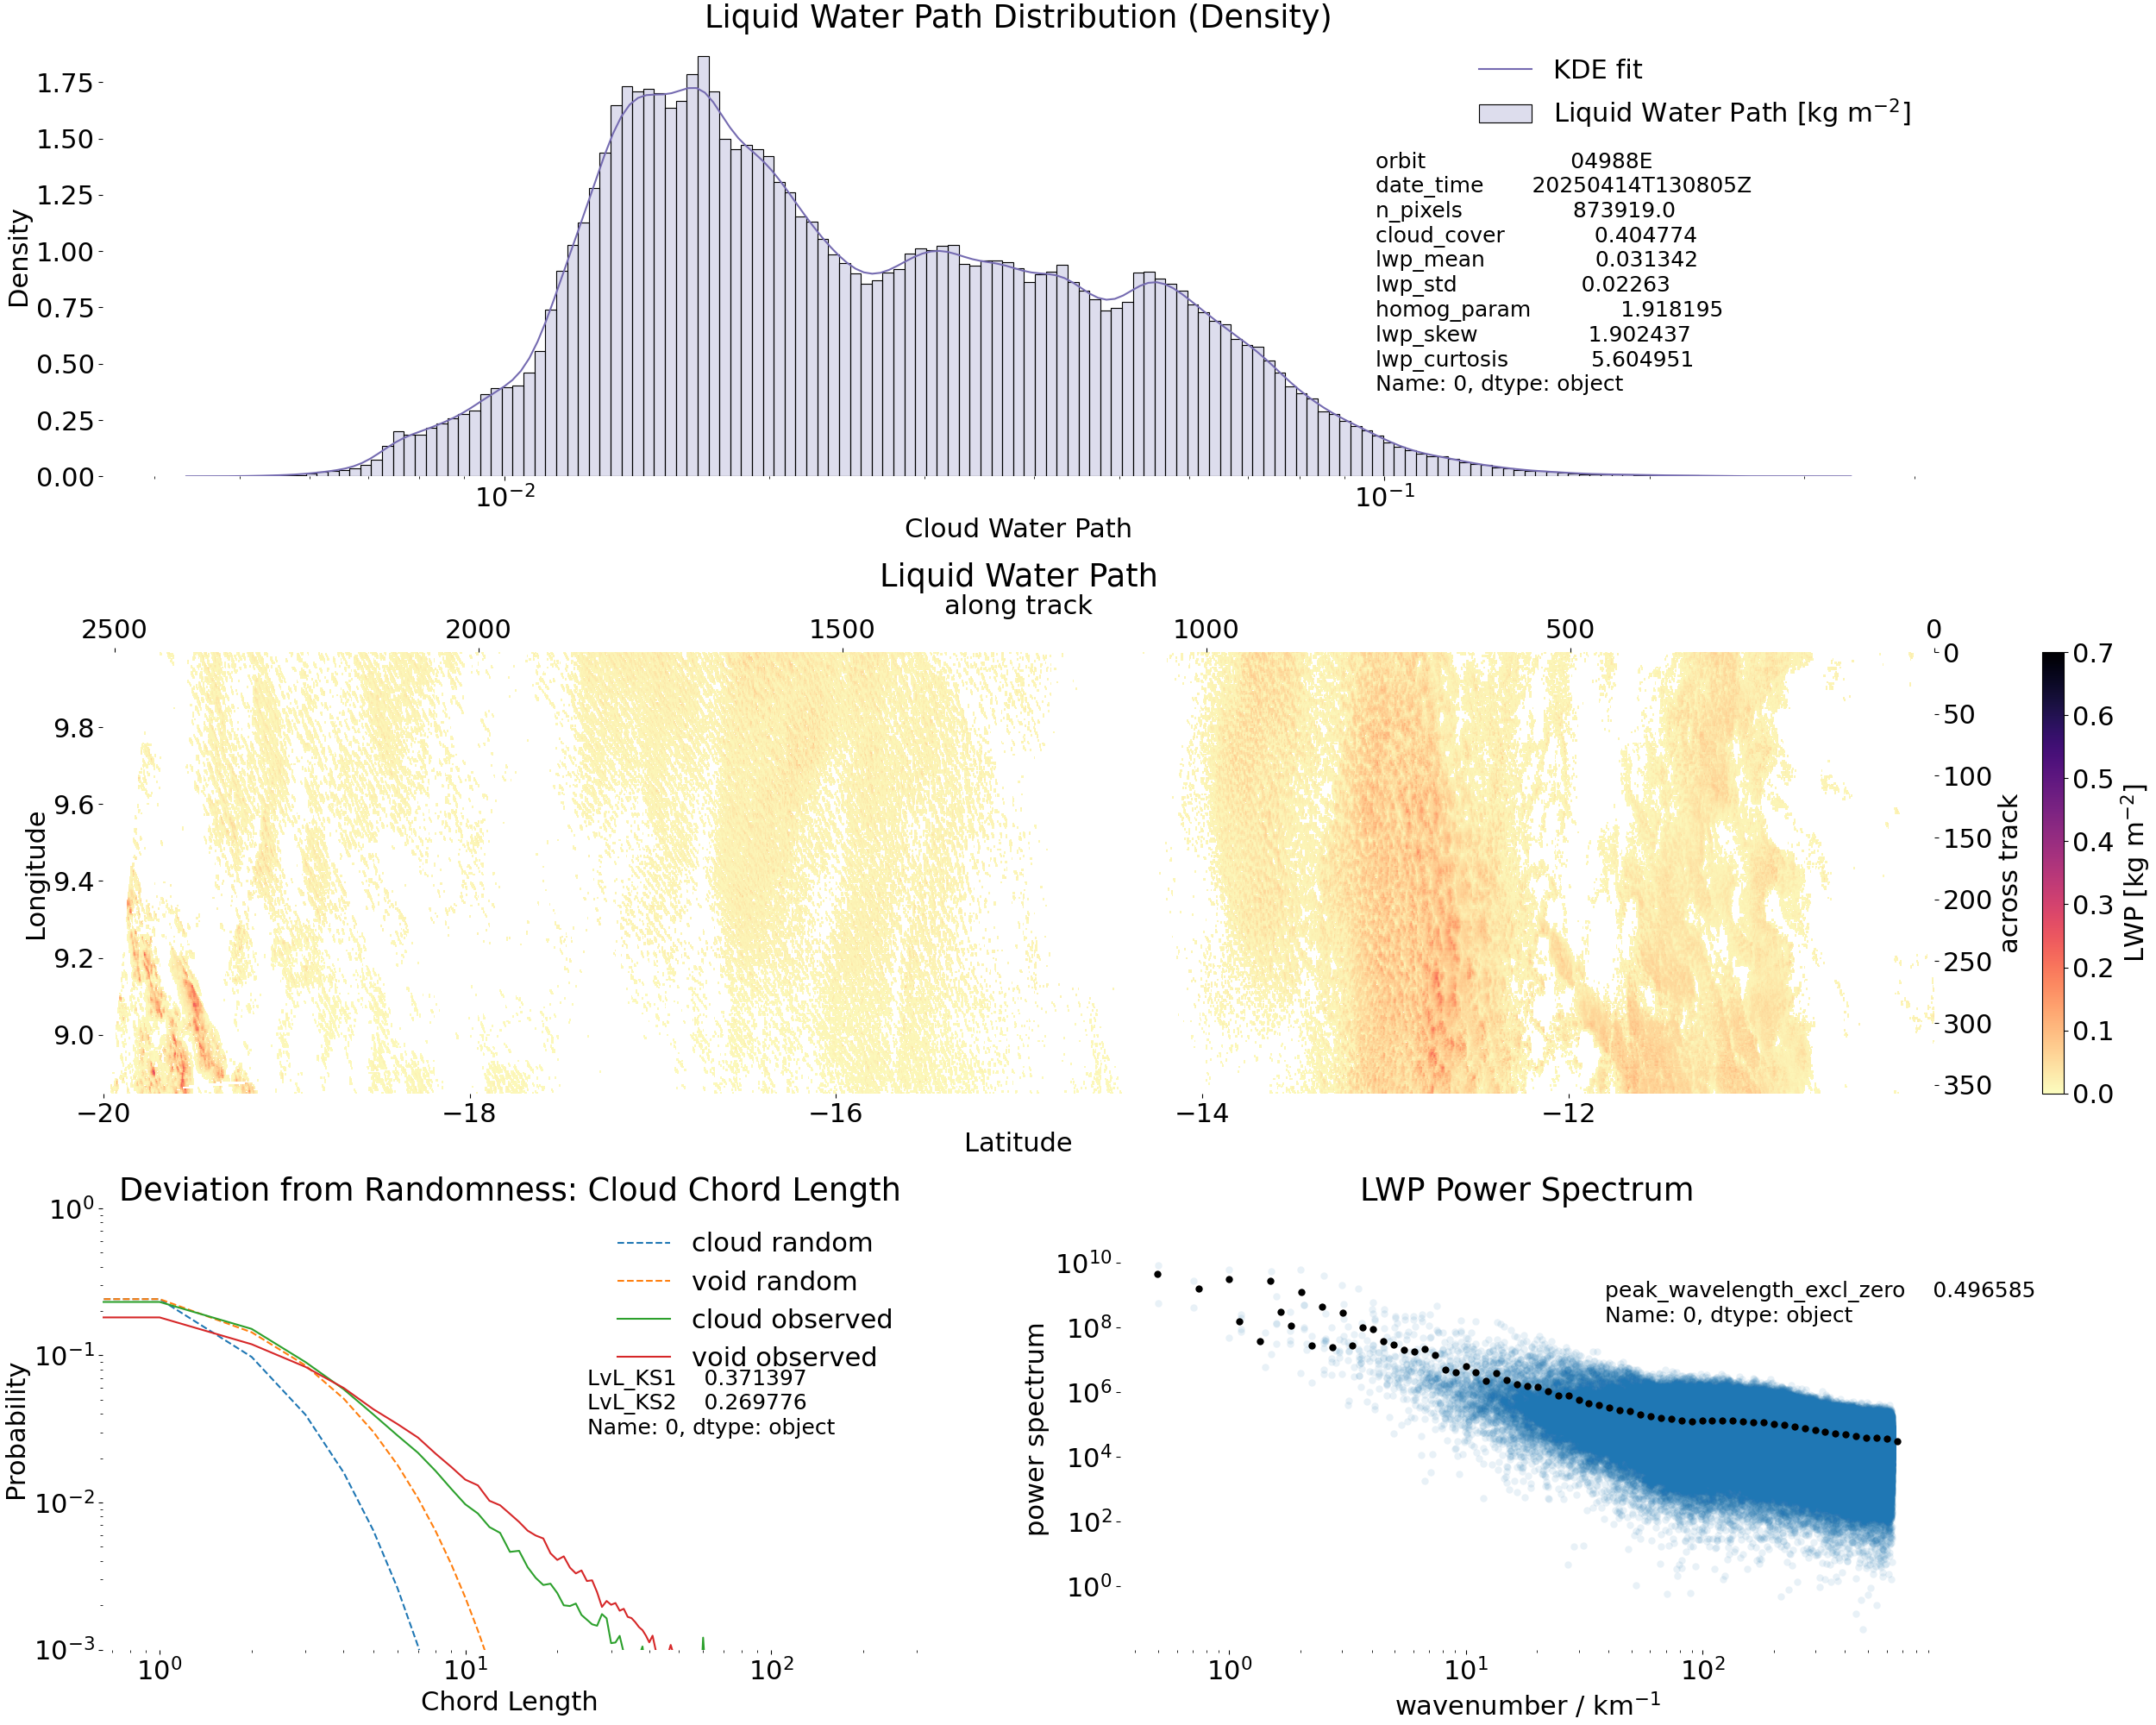 Liquid Water Path Distribution (Density)
Density
1.75
1.50
1.25
1.00
0.75
0.50
0.25
0.00
KDE fit
Liquid Water Path [kg m⁻²]
orbit 04988E
date_time 20250414T130805Z
n_pixels 873919.0
cloud_cover 0.404774
lwp_mean 0.031342
lwp_std 0.02263
homog_param 1.918195
lwp_skew 1.902437
lwp_curtosis 5.604951
Name: 0, dtype: object
10⁻² 10⁻¹
Cloud Water Path
Liquid Water Path
along track
2500 2000 1500 1000 500 0
Longitude
9.8
9.6
9.4
9.2
9.0
0
50
100
150
200
250
300
350
across track
0.7
0.6
0.5
0.4
0.3
0.2
0.1
0.0
LWP [kg m⁻²]
−20 −18 −16 −14 −12
Latitude
Deviation from Randomness: Cloud Chord Length
Probability
10⁰
10⁻¹
10⁻²
10⁻³
cloud random
void random
cloud observed
void observed
LvL_KS1 0.371397
LvL_KS2 0.269776
Name: 0, dtype: object
10⁰ 10¹ 10²
Chord Length
LWP Power Spectrum
power spectrum
10¹⁰
10⁸
10⁶
10⁴
10²
10⁰
peak_wavelength_excl_zero 0.496585
Name: 0, dtype: object
10⁰ 10¹ 10²
wavenumber / km⁻¹